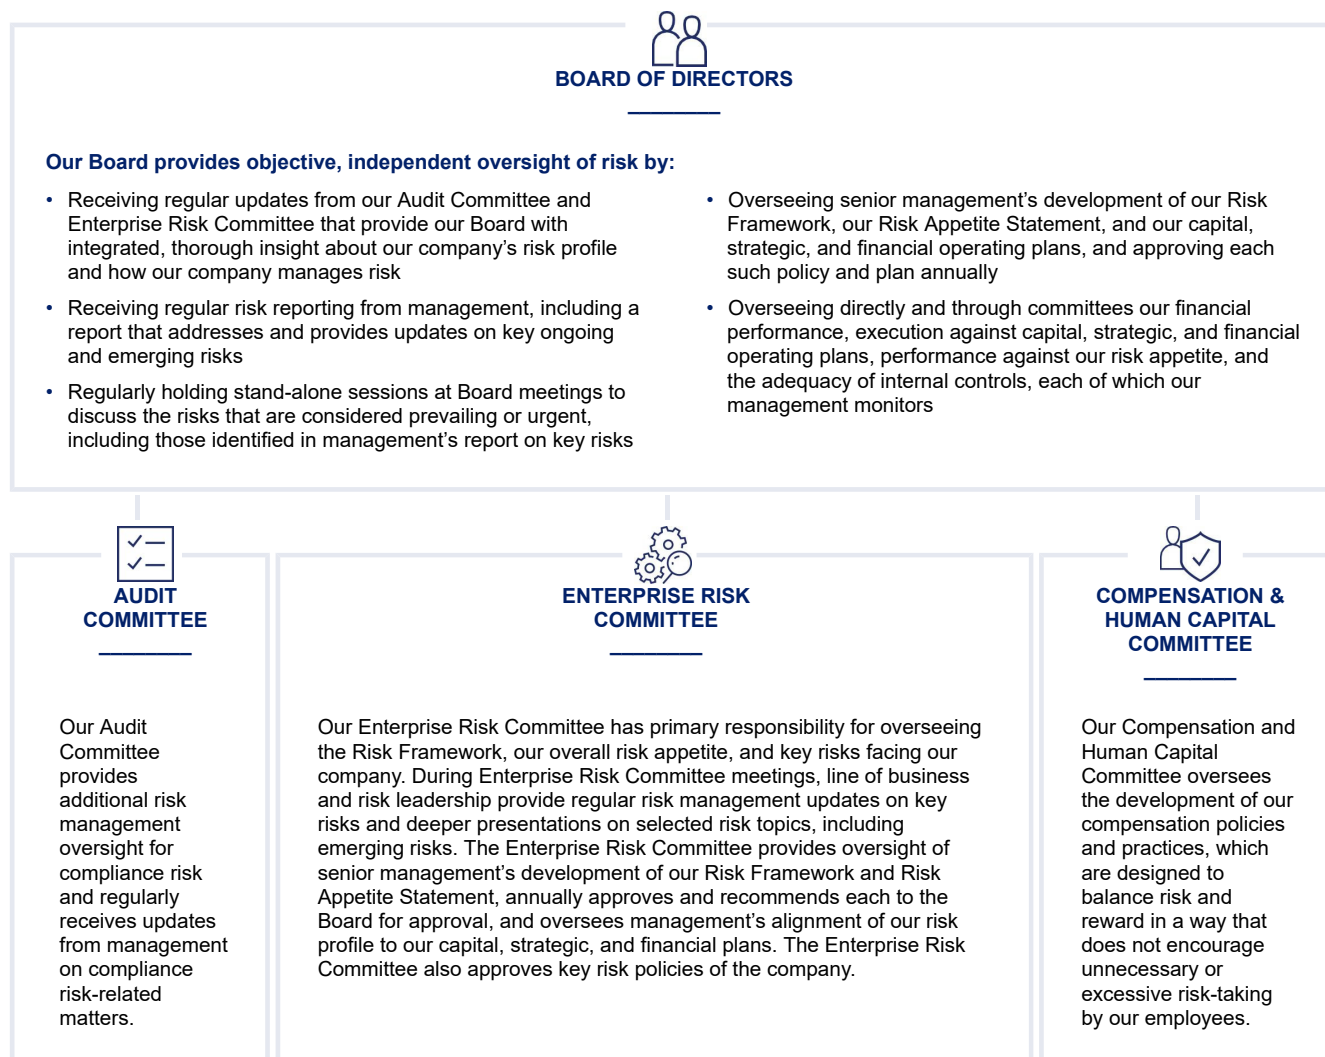 BOARD OF DIRECTORS
Our Board provides objective, independent oversight of risk by:
• Receiving regular updates from our Audit Committee and
Enterprise Risk Committee that provide our Board with
integrated, thorough insight about our company’s risk profile
and how our company manages risk
• Receiving regular risk reporting from management, including a
report that addresses and provides updates on key ongoing
and emerging risks
• Regularly holding stand-alone sessions at Board meetings to
discuss the risks that are considered prevailing or urgent,
including those identified in management’s report on key risks
• Overseeing senior management’s development of our Risk
Framework, our Risk Appetite Statement, and our capital,
strategic, and financial operating plans, and approving each
such policy and plan annually
• Overseeing directly and through committees our financial
performance, execution against capital, strategic, and financial
operating plans, performance against our risk appetite, and
the adequacy of internal controls, each of which our
management monitors
AUDIT
COMMITTEE
Our Audit
Committee
provides
additional risk
management
oversight for
compliance risk
and regularly
receives updates
from management
on compliance
risk-related
matters.
ENTERPRISE RISK
COMMITTEE
Our Enterprise Risk Committee has primary responsibility for overseeing
the Risk Framework, our overall risk appetite, and key risks facing our
company. During Enterprise Risk Committee meetings, line of business
and risk leadership provide regular risk management updates on key
risks and deeper presentations on selected risk topics, including
emerging risks. The Enterprise Risk Committee provides oversight of
senior management’s development of our Risk Framework and Risk
Appetite Statement, annually approves and recommends each to the
Board for approval, and oversees management’s alignment of our risk
profile to our capital, strategic, and financial plans. The Enterprise Risk
Committee also approves key risk policies of the company.
COMPENSATION &
HUMAN CAPITAL
COMMITTEE
Our Compensation and
Human Capital
Committee oversees
the development of our
compensation policies
and practices, which
are designed to
balance risk and
reward in a way that
does not encourage
unnecessary or
excessive risk-taking
by our employees.